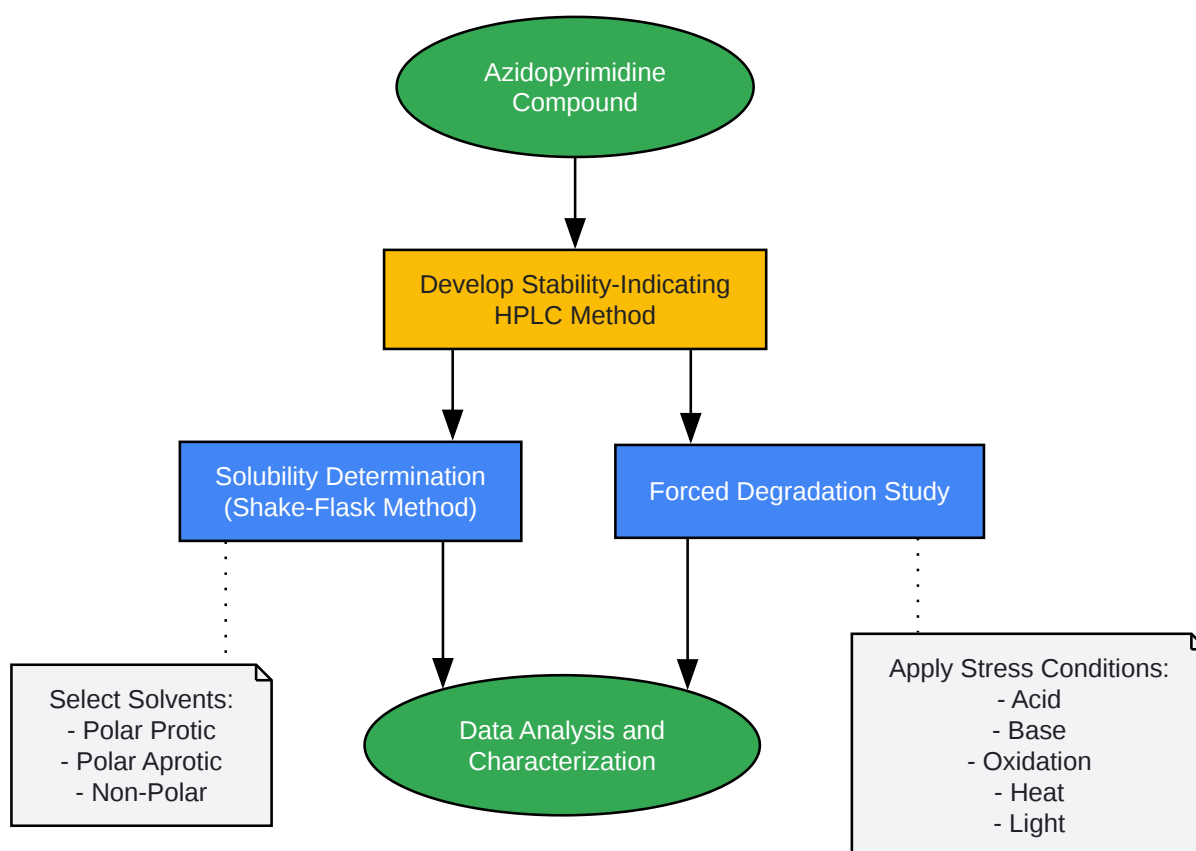 Azidopyrimidine
Compound
Develop Stability-Indicating
HPLC Method
Solubility Determination
(Shake-Flask Method)
Forced Degradation Study
Select Solvents:
- Polar Protic
- Polar Aprotic
- Non-Polar
Data Analysis and
Characterization
Apply Stress Conditions:
- Acid
- Base
- Oxidation
- Heat
- Light